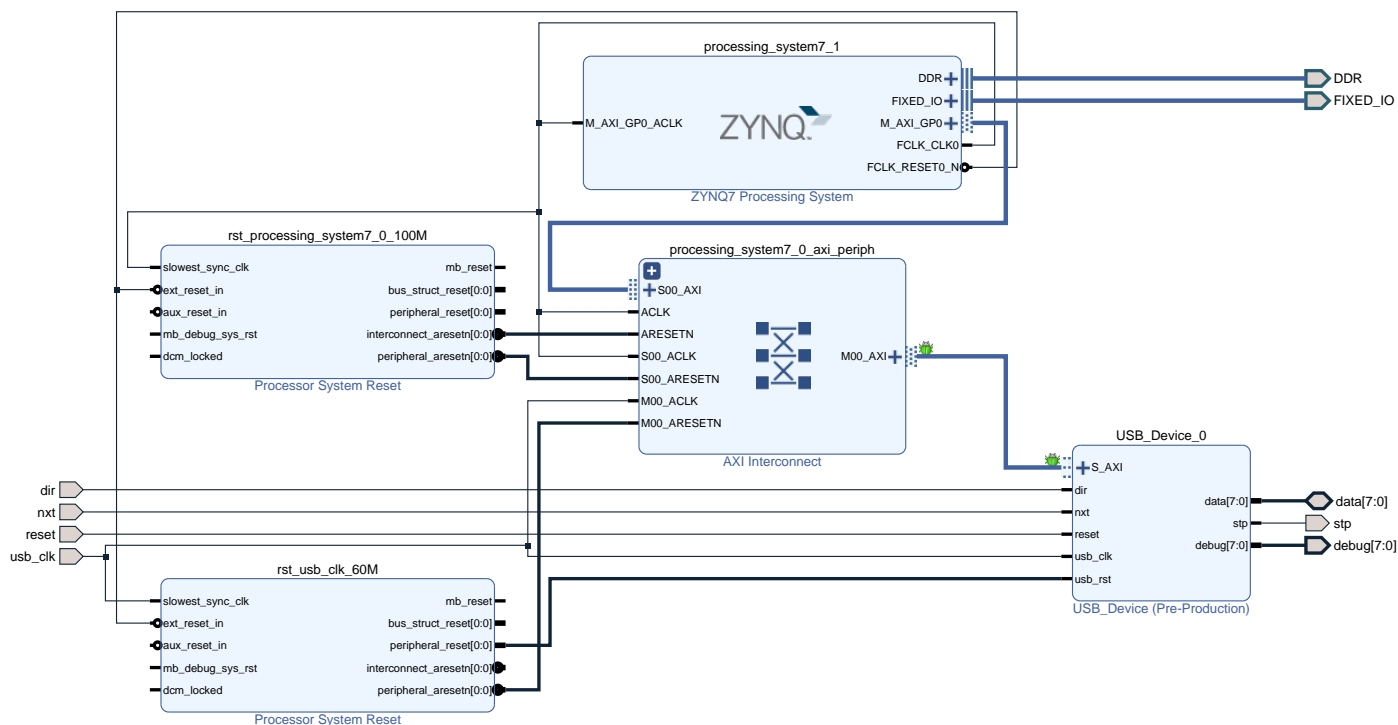 processing_system7_1
DDR
FIXED_IO
M_AXI_GP0
FCLK_CLK0
FCLK_RESET0_N
M_AXI_GP0_ACLK
ZYNQ
ZYNQ7 Processing System
DDR
FIXED_IO
rst_processing_system7_0_100M
slowest_sync_clk
ext_reset_in
aux_reset_in
mb_debug_sys_rst
dcm_locked
mb_reset
bus_struct_reset[0:0]
peripheral_reset[0:0]
interconnect_aresetn[0:0]
peripheral_aresetn[0:0]
Processor System Reset
processing_system7_0_axi_periph
S00_AXI
ACLK
ARESETN
S00_ACLK
S00_ARESETN
M00_ACLK
M00_ARESETN
M00_AXI
AXI Interconnect
USB_Device_0
S_AXI
dir
nxt
reset
usb_clk
usb_rst
data[7:0]
stp
debug[7:0]
USB_Device (Pre-Production)
data[7:0]
stp
debug[7:0]
dir
nxt
reset
usb_clk
rst_usb_clk_60M
slowest_sync_clk
ext_reset_in
aux_reset_in
mb_debug_sys_rst
dcm_locked
mb_reset
bus_struct_reset[0:0]
peripheral_reset[0:0]
interconnect_aresetn[0:0]
peripheral_aresetn[0:0]
Processor System Reset